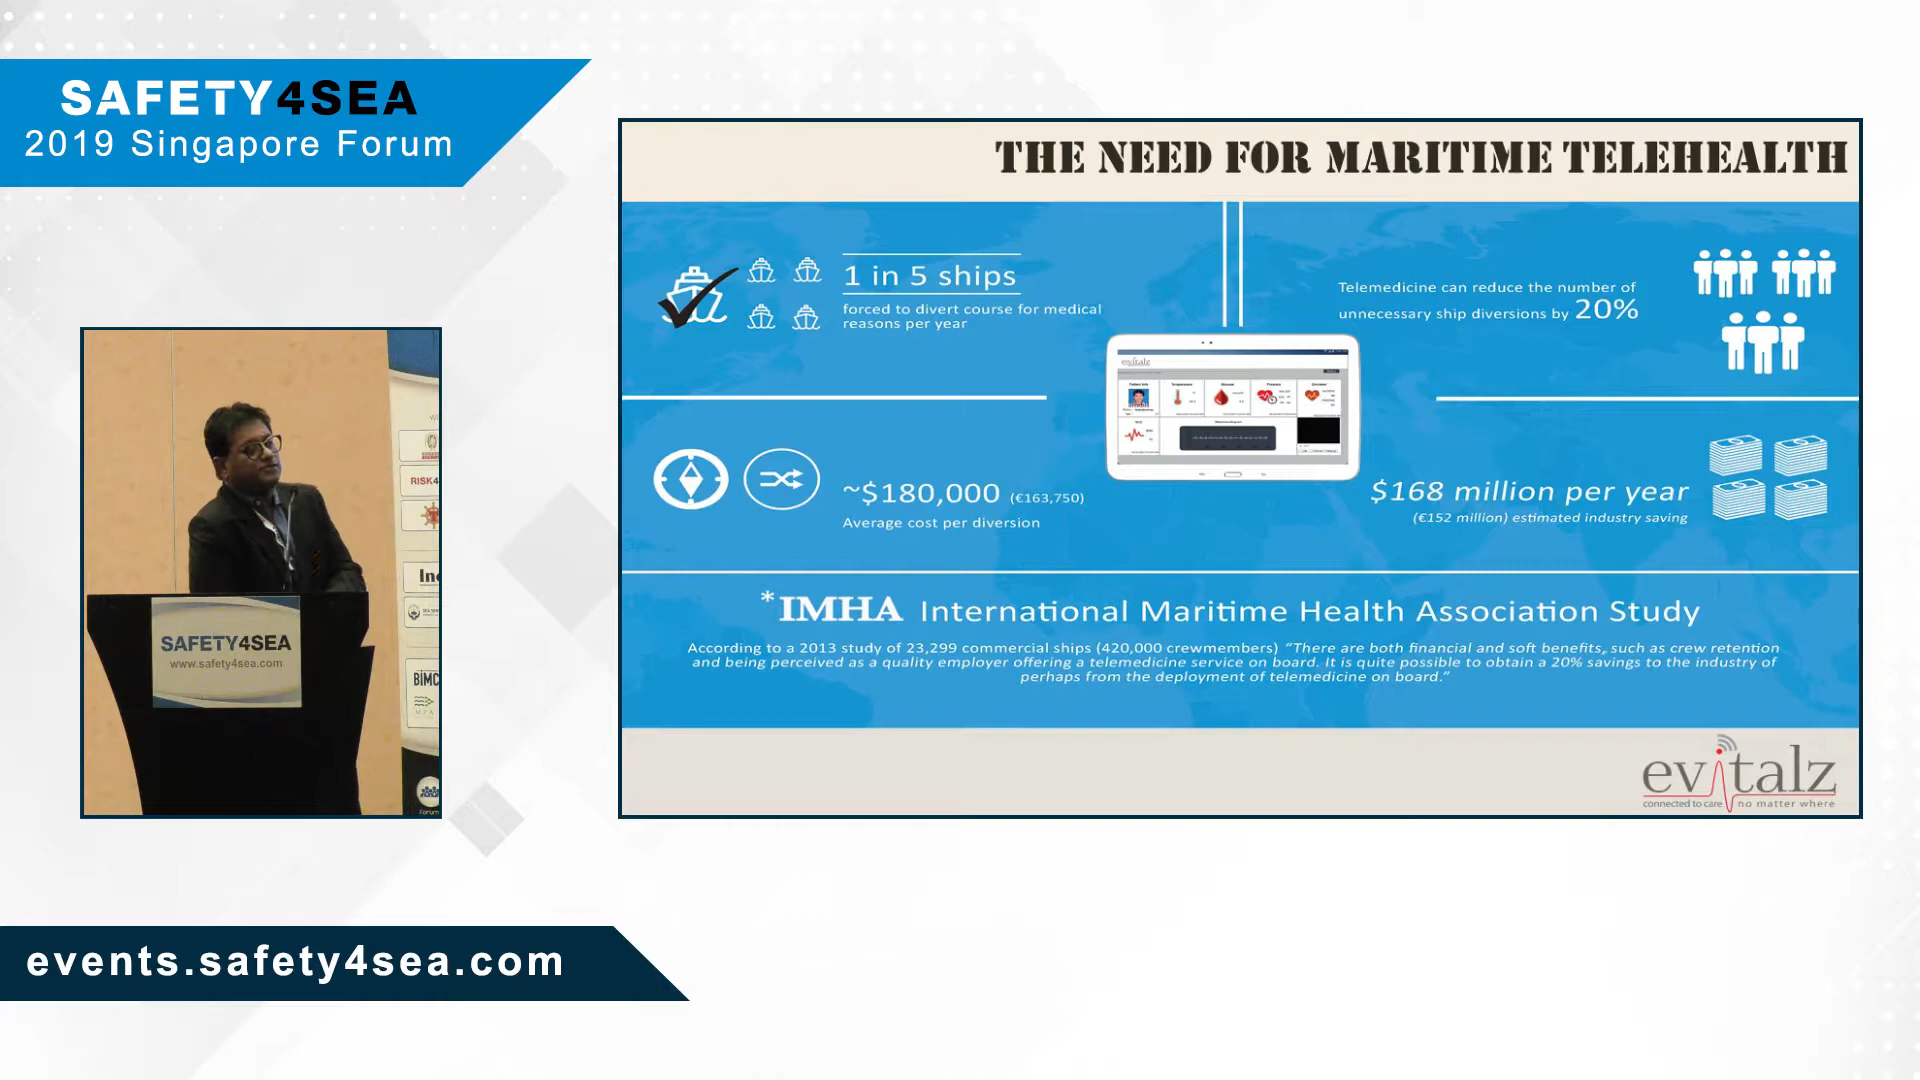 SAFETY4SEA
2019 Singapore Forum
THE NEED FOR MARITIME TELEHEALTH
1 in 5 ships
forced to divert course for medical
reasons per year
Telemedicine can reduce the number of
unnecessary ship diversions by 20%
evitalz
~$180,000 (€163,750)
Average cost per diversion
$168 million per year
(€152 million) estimated industry saving
*IMHA International Maritime Health Association Study
According to a 2013 study of 23,299 commercial ships (420,000 crewmembers) “There are both financial and soft benefits, such as crew retention
and being perceived as a quality employer offering a telemedicine service on board. It is quite possible to obtain a 20% savings to the industry of
perhaps from the deployment of telemedicine on board.”
evitalz
connected to care no matter where
RISK4
In
SAFETY4SEA
www.safety4sea.com
BIMC
Forum
events.safety4sea.com